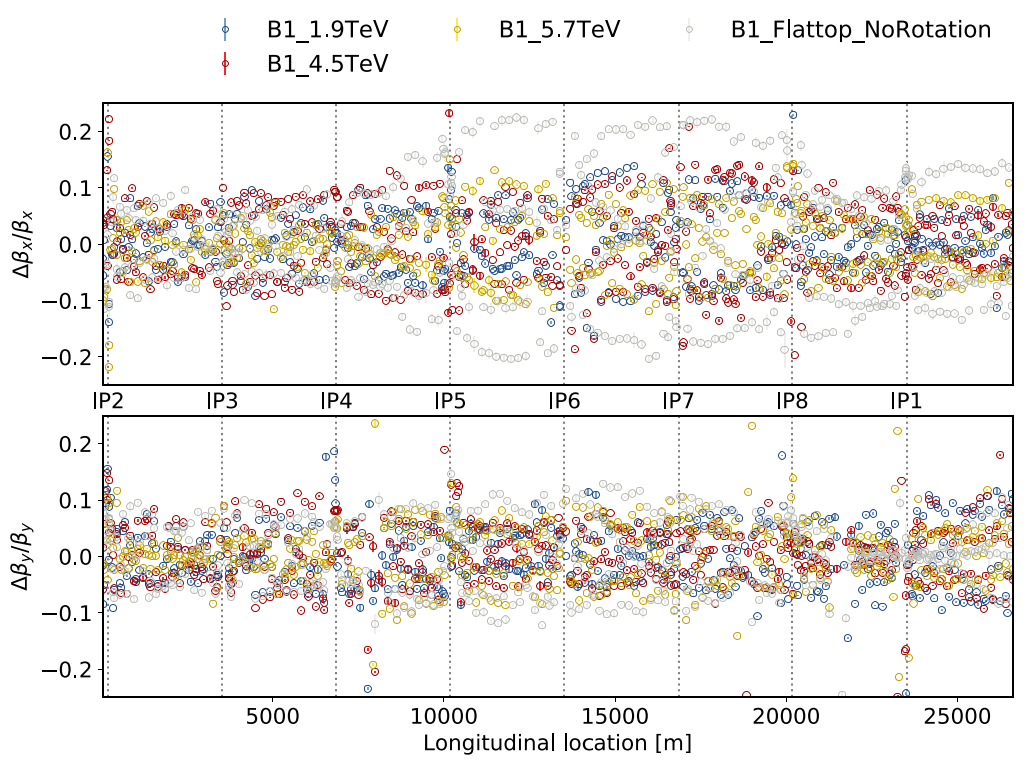 B1_1.9TeV B1_5.7TeV B1_Flattop_NoRotation
B1_4.5TeV
0.2
0.1
0.0
−0.1
−0.2
Δβx/βx
IP2 IP3 IP4 IP5 IP6 IP7 IP8 IP1
0.2
0.1
0.0
−0.1
−0.2
Δβy/βy
5000 10000 15000 20000 25000
Longitudinal location [m]